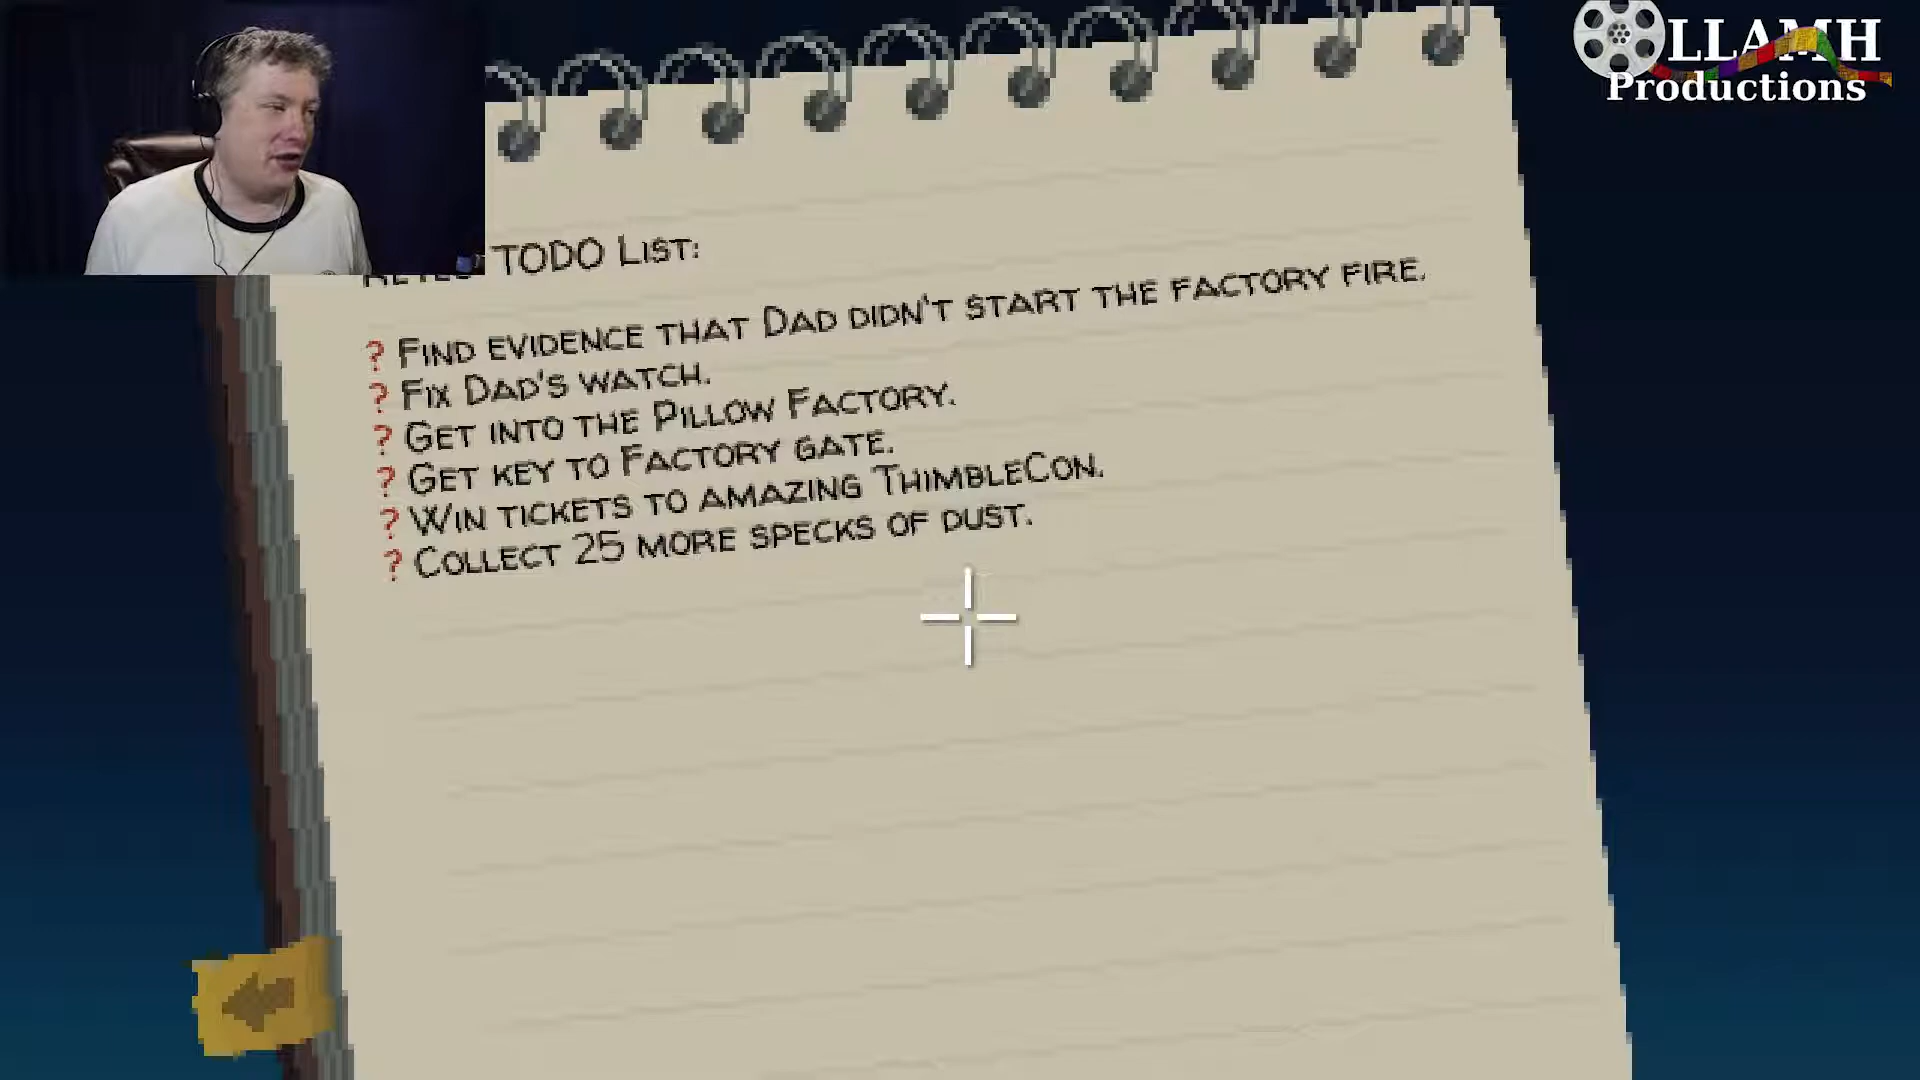 LLAMH
Productions
TODO LIST:
? FIND EVIDENCE THAT DAD DIDN'T START THE FACTORY FIRE.
? FIX DAD'S WATCH.
? GET INTO THE PILLOW FACTORY.
? GET KEY TO FACTORY GATE.
? WIN TICKETS TO AMAZING THIMBLECON.
? COLLECT 25 MORE SPECKS OF DUST.